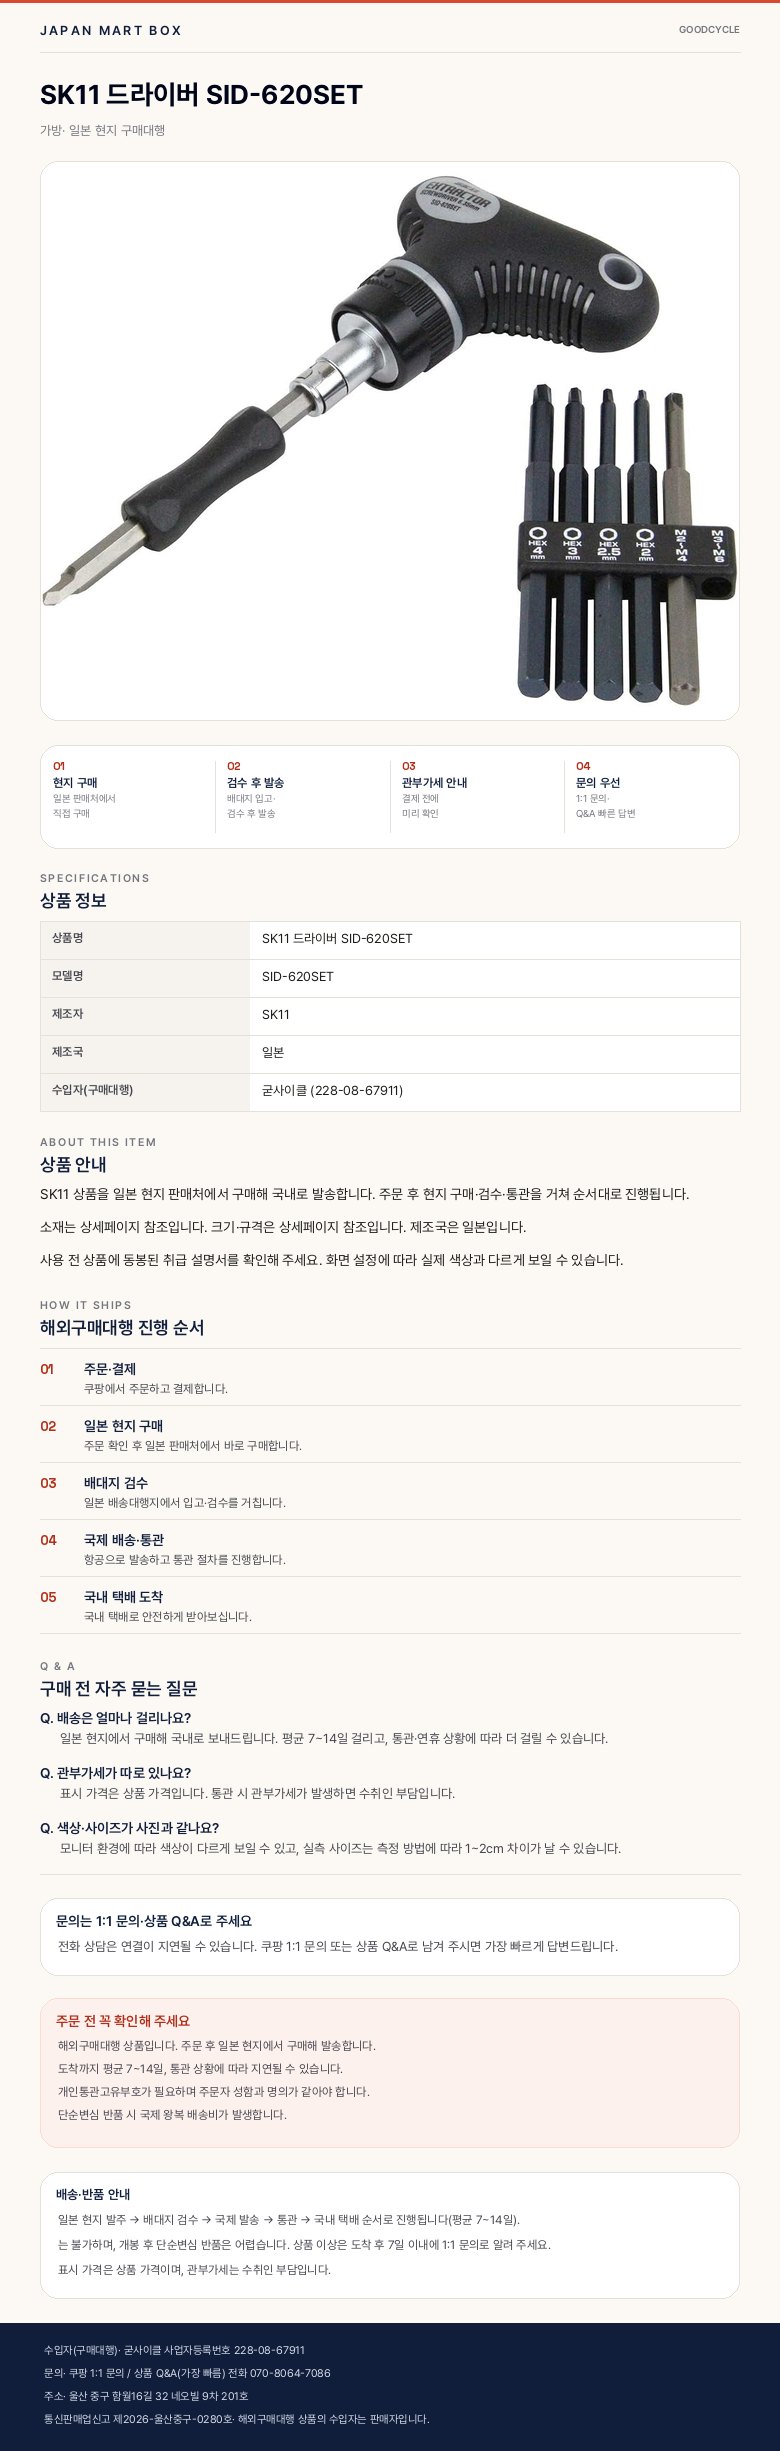 JAPAN MART BOX
GOODCYCLE
SK11 드라이버 SID-620SET
가방· 일본 현지 구매대행
EXTRACTOR
SCREWDRIVER 6.35mm
SID-620SET
HEX 4 mm
HEX 3 mm
HEX 2.5 mm
HEX 2 mm
M2~M4
M3~M6
01
현지 구매
일본 판매처에서
직접 구매
02
검수 후 발송
배대지 입고·
검수 후 발송
03
관부가세 안내
결제 전에
미리 확인
04
문의 우선
1:1 문의·
Q&A 빠른 답변
SPECIFICATIONS
상품 정보
상품명 SK11 드라이버 SID-620SET
모델명 SID-620SET
제조자 SK11
제조국 일본
수입자(구매대행) 굳사이클 (228-08-67911)
ABOUT THIS ITEM
상품 안내
SK11 상품을 일본 현지 판매처에서 구매해 국내로 발송합니다. 주문 후 현지 구매·검수·통관을 거쳐 순서대로 진행됩니다.
소재는 상세페이지 참조입니다. 크기·규격은 상세페이지 참조입니다. 제조국은 일본입니다.
사용 전 상품에 동봉된 취급 설명서를 확인해 주세요. 화면 설정에 따라 실제 색상과 다르게 보일 수 있습니다.
HOW IT SHIPS
해외구매대행 진행 순서
01 주문·결제
쿠팡에서 주문하고 결제합니다.
02 일본 현지 구매
주문 확인 후 일본 판매처에서 바로 구매합니다.
03 배대지 검수
일본 배송대행지에서 입고·검수를 거칩니다.
04 국제 배송·통관
항공으로 발송하고 통관 절차를 진행합니다.
05 국내 택배 도착
국내 택배로 안전하게 받아보십니다.
Q & A
구매 전 자주 묻는 질문
Q. 배송은 얼마나 걸리나요?
일본 현지에서 구매해 국내로 보내드립니다. 평균 7~14일 걸리고, 통관·연휴 상황에 따라 더 걸릴 수 있습니다.
Q. 관부가세가 따로 있나요?
표시 가격은 상품 가격입니다. 통관 시 관부가세가 발생하면 수취인 부담입니다.
Q. 색상·사이즈가 사진과 같나요?
모니터 환경에 따라 색상이 다르게 보일 수 있고, 실측 사이즈는 측정 방법에 따라 1~2cm 차이가 날 수 있습니다.
문의는 1:1 문의·상품 Q&A로 주세요
전화 상담은 연결이 지연될 수 있습니다. 쿠팡 1:1 문의 또는 상품 Q&A로 남겨 주시면 가장 빠르게 답변드립니다.
주문 전 꼭 확인해 주세요
해외구매대행 상품입니다. 주문 후 일본 현지에서 구매해 발송합니다.
도착까지 평균 7~14일, 통관 상황에 따라 지연될 수 있습니다.
개인통관고유부호가 필요하며 주문자 성함과 명의가 같아야 합니다.
단순변심 반품 시 국제 왕복 배송비가 발생합니다.
배송·반품 안내
일본 현지 발주 → 배대지 검수 → 국제 발송 → 통관 → 국내 택배 순서로 진행됩니다(평균 7~14일).
는 불가하며, 개봉 후 단순변심 반품은 어렵습니다. 상품 이상은 도착 후 7일 이내에 1:1 문의로 알려 주세요.
표시 가격은 상품 가격이며, 관부가세는 수취인 부담입니다.
수입자(구매대행)· 굳사이클 사업자등록번호 228-08-67911
문의· 쿠팡 1:1 문의 / 상품 Q&A(가장 빠름) 전화 070-8064-7086
주소· 울산 중구 함월16길 32 네오빌 9차 201호
통신판매업신고 제2026-울산중구-0280호· 해외구매대행 상품의 수입자는 판매자입니다.